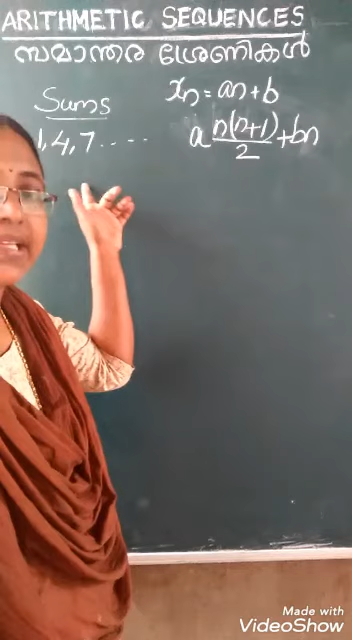 ARITHMETIC SEQUENCES
സമാന്തര ശ്രേണികൾ
xₙ = an + b
Sums
1, 4, 7 . . . .
a n(n+1)/2 + bn
Made with
VideoShow